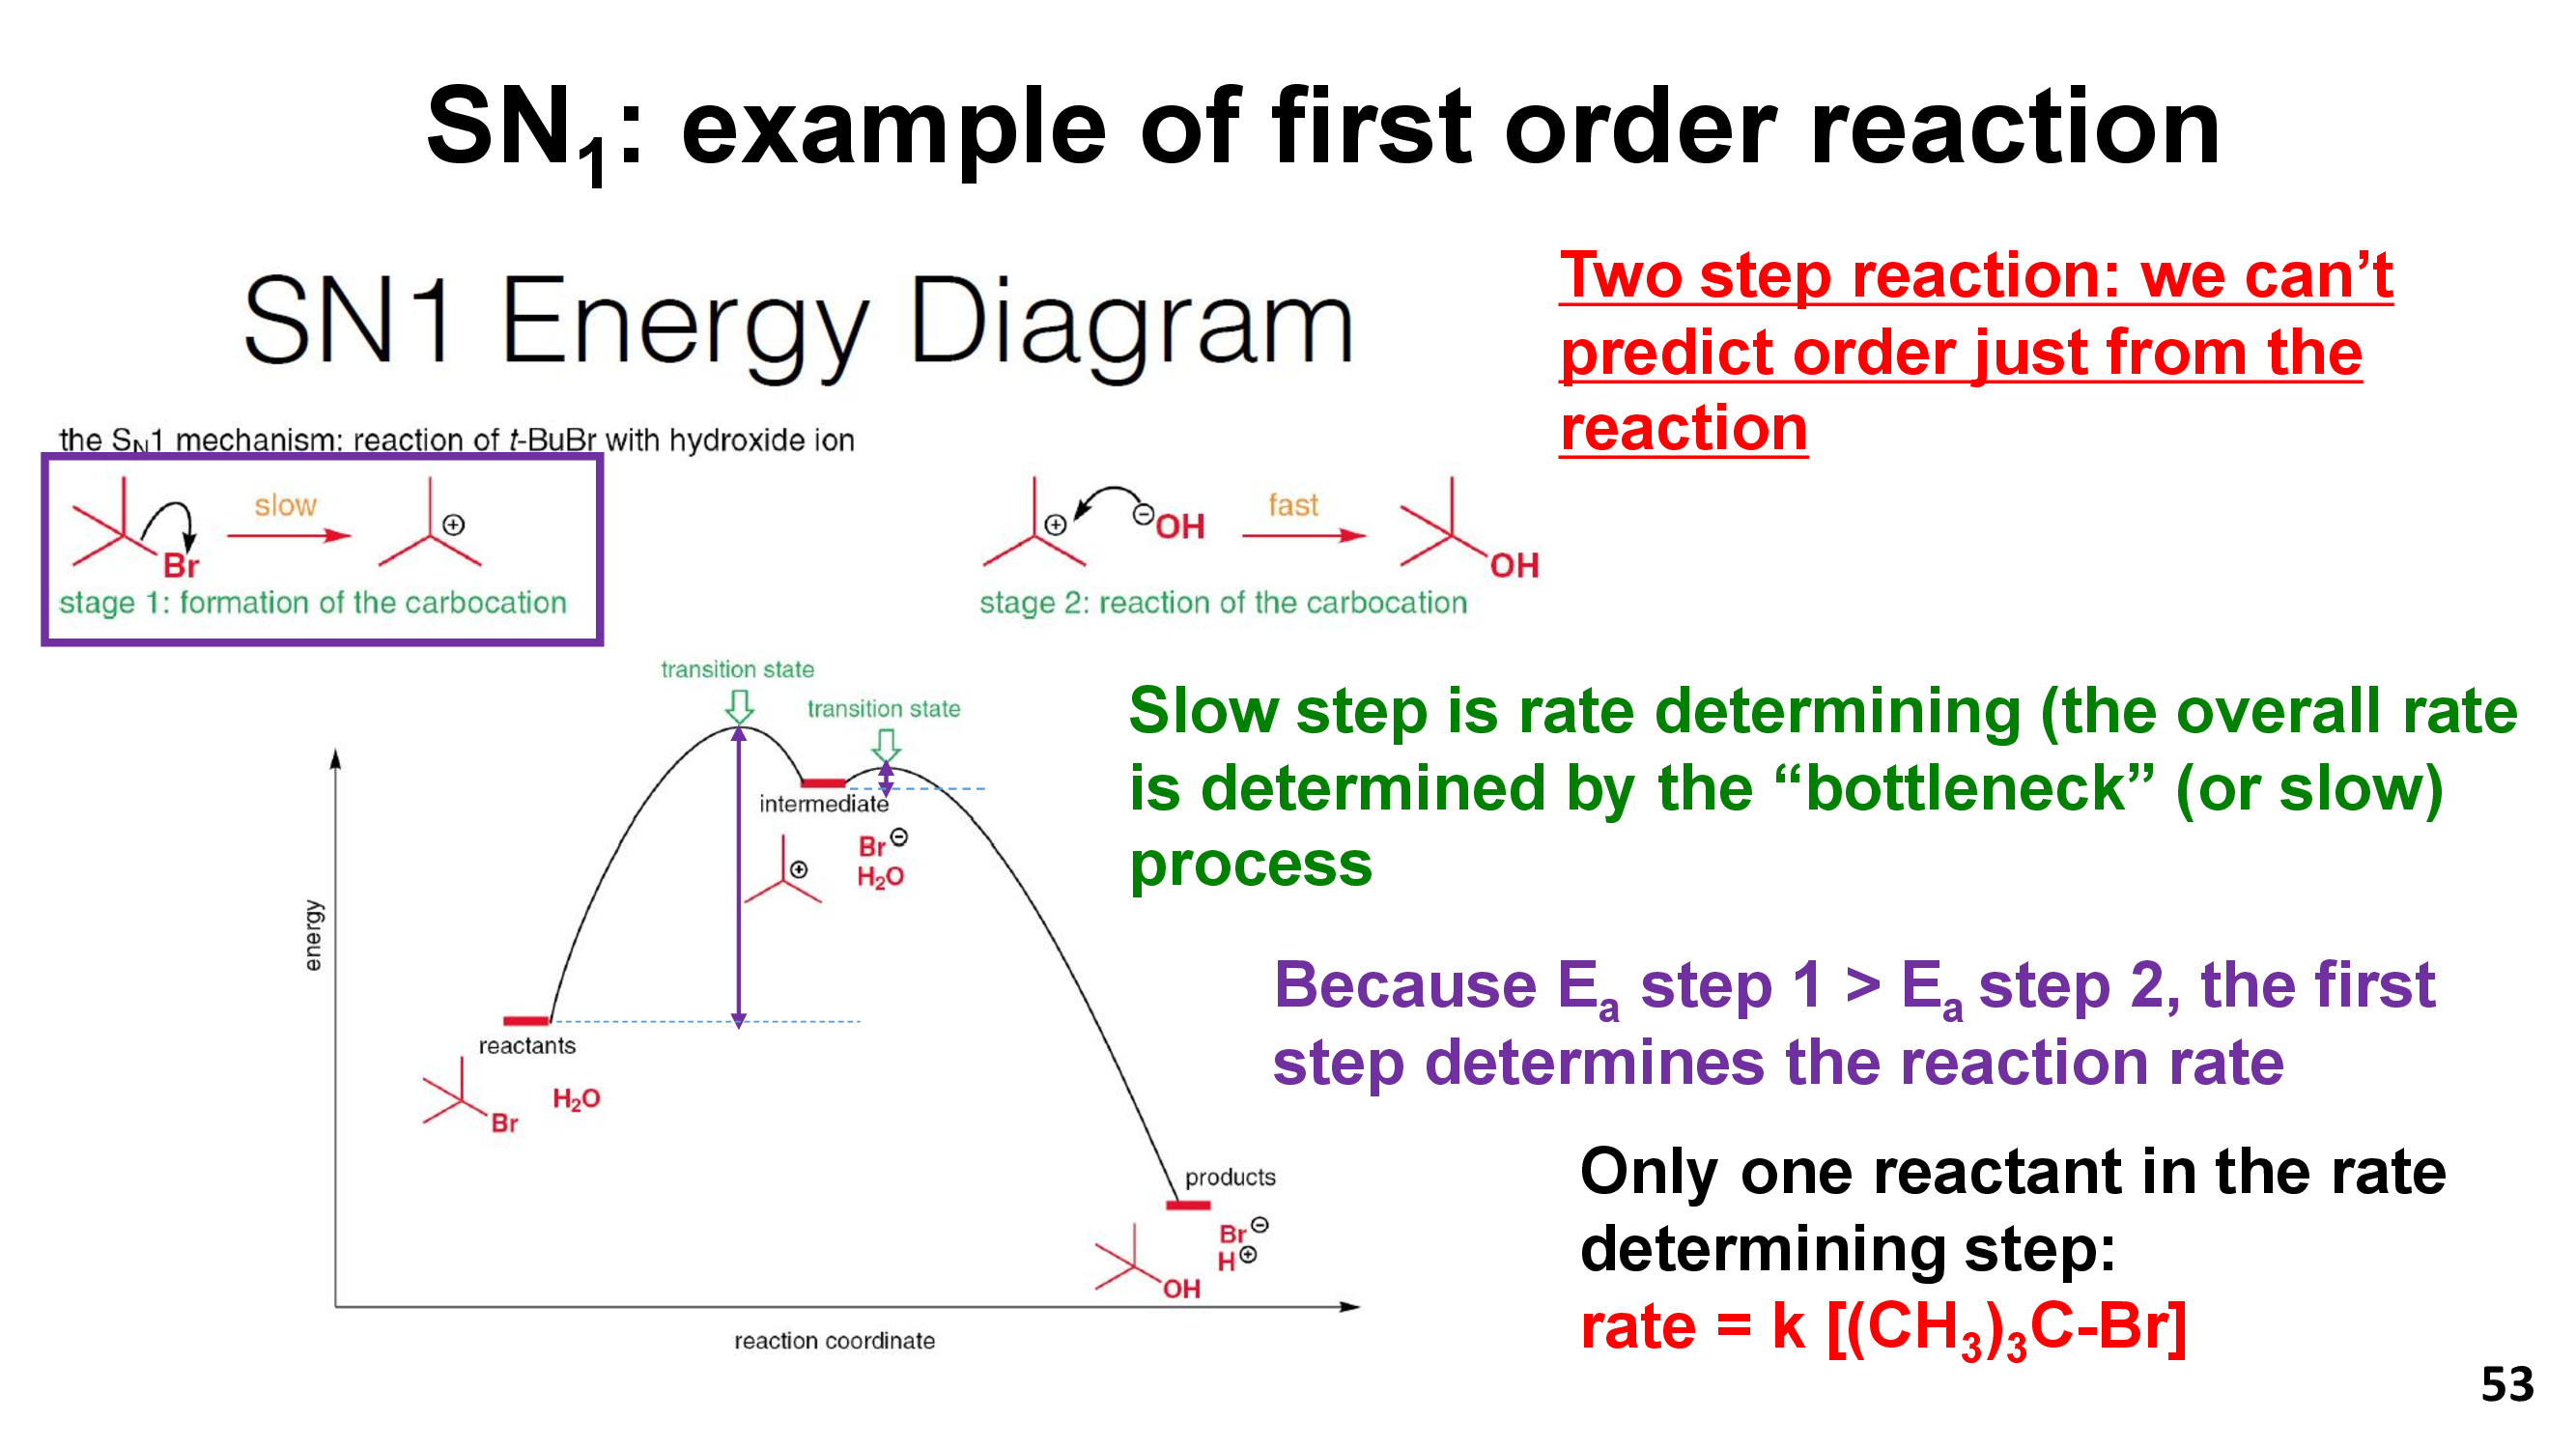 SN1: example of first order reaction
SN1 Energy Diagram
Two step reaction: we can’t
predict order just from the
reaction
the SN1 mechanism: reaction of t-BuBr with hydroxide ion
slow
⊕
Br
stage 1: formation of the carbocation
⊕
⊖OH
fast
OH
stage 2: reaction of the carbocation
transition state
transition state
Slow step is rate determining (the overall rate
is determined by the “bottleneck” (or slow)
process
intermediate
⊕
Br⊖
H2O
energy
Because Ea step 1 > Ea step 2, the first
step determines the reaction rate
reactants
Br
H2O
Only one reactant in the rate
determining step:
rate = k [(CH3)3C-Br]
products
OH
Br⊖
H⊕
reaction coordinate
53